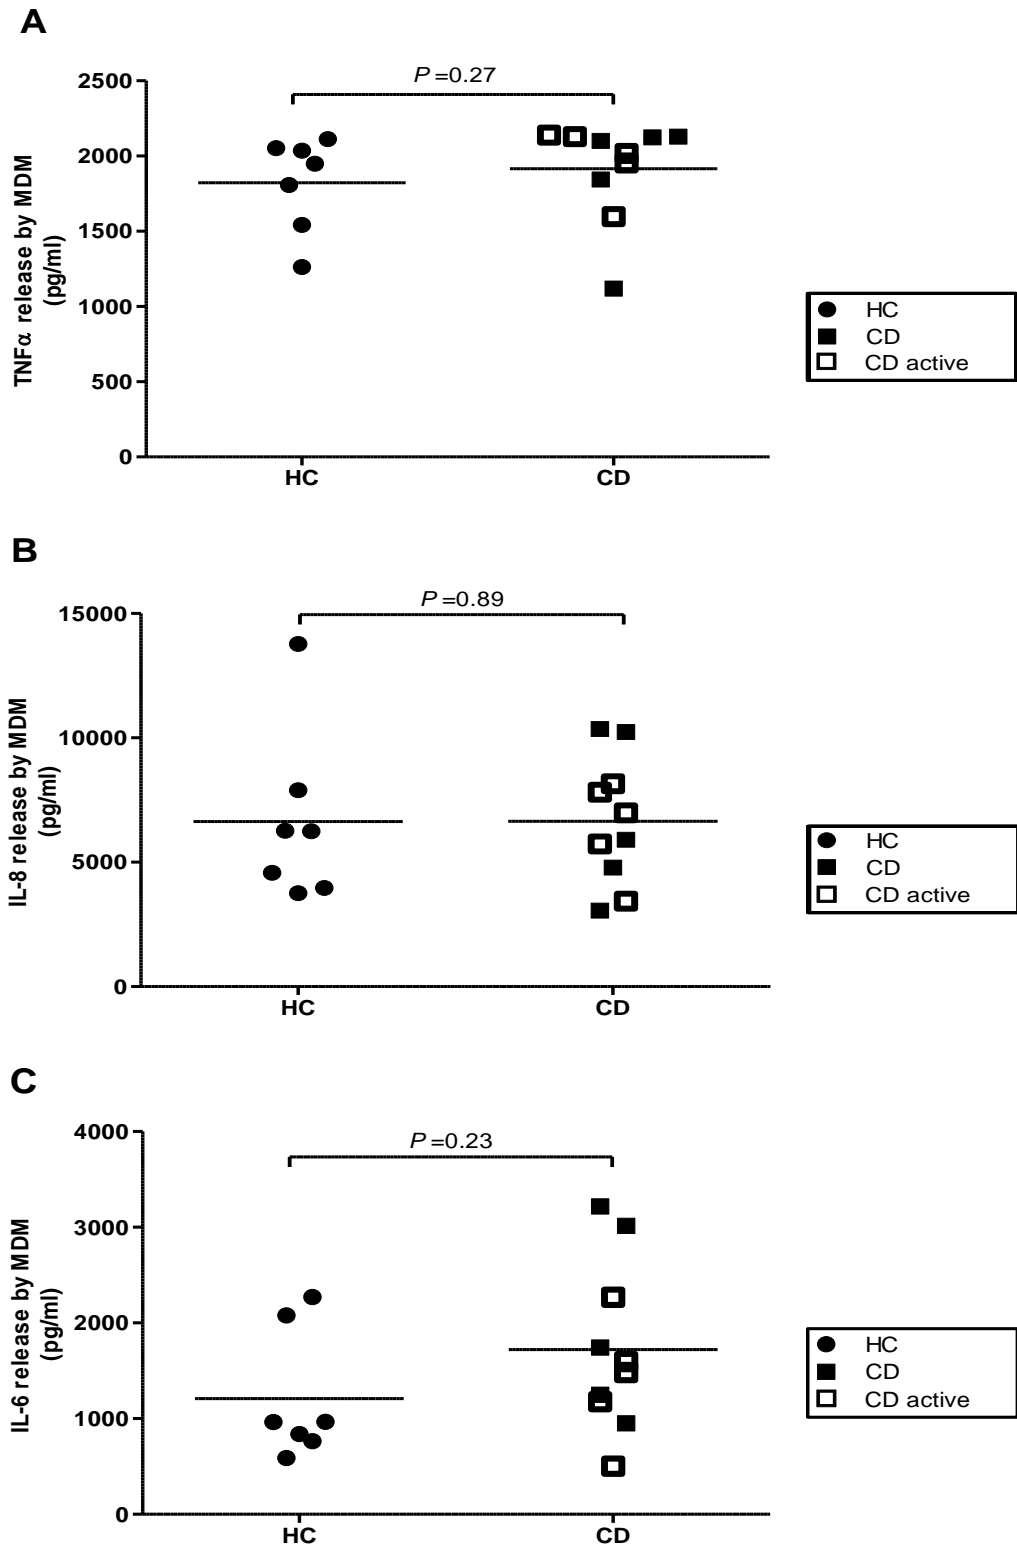 A
P=0.27
2500
2000
1500
1000
500
0
TNFα release by MDM
(pg/ml)
HC
CD
HC
CD
CD active
B
P=0.89
15000
10000
5000
0
IL-8 release by MDM
(pg/ml)
HC
CD
HC
CD
CD active
C
P=0.23
4000
3000
2000
1000
0
IL-6 release by MDM
(pg/ml)
HC
CD
HC
CD
CD active